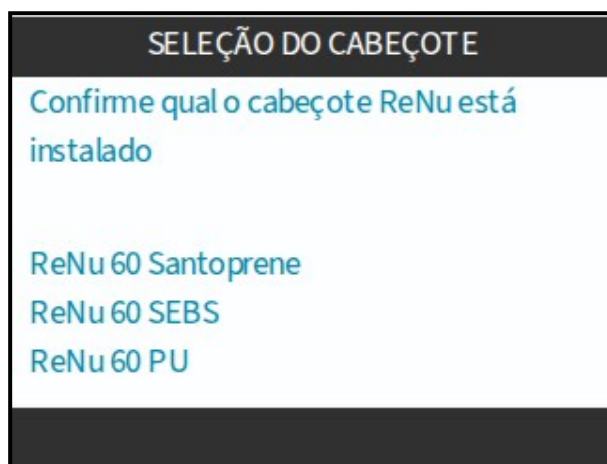 SELEÇÃO DO CABEÇOTE
Confirme qual o cabeçote ReNu está
instalado
ReNu 60 Santoprene
ReNu 60 SEBS
ReNu 60 PU